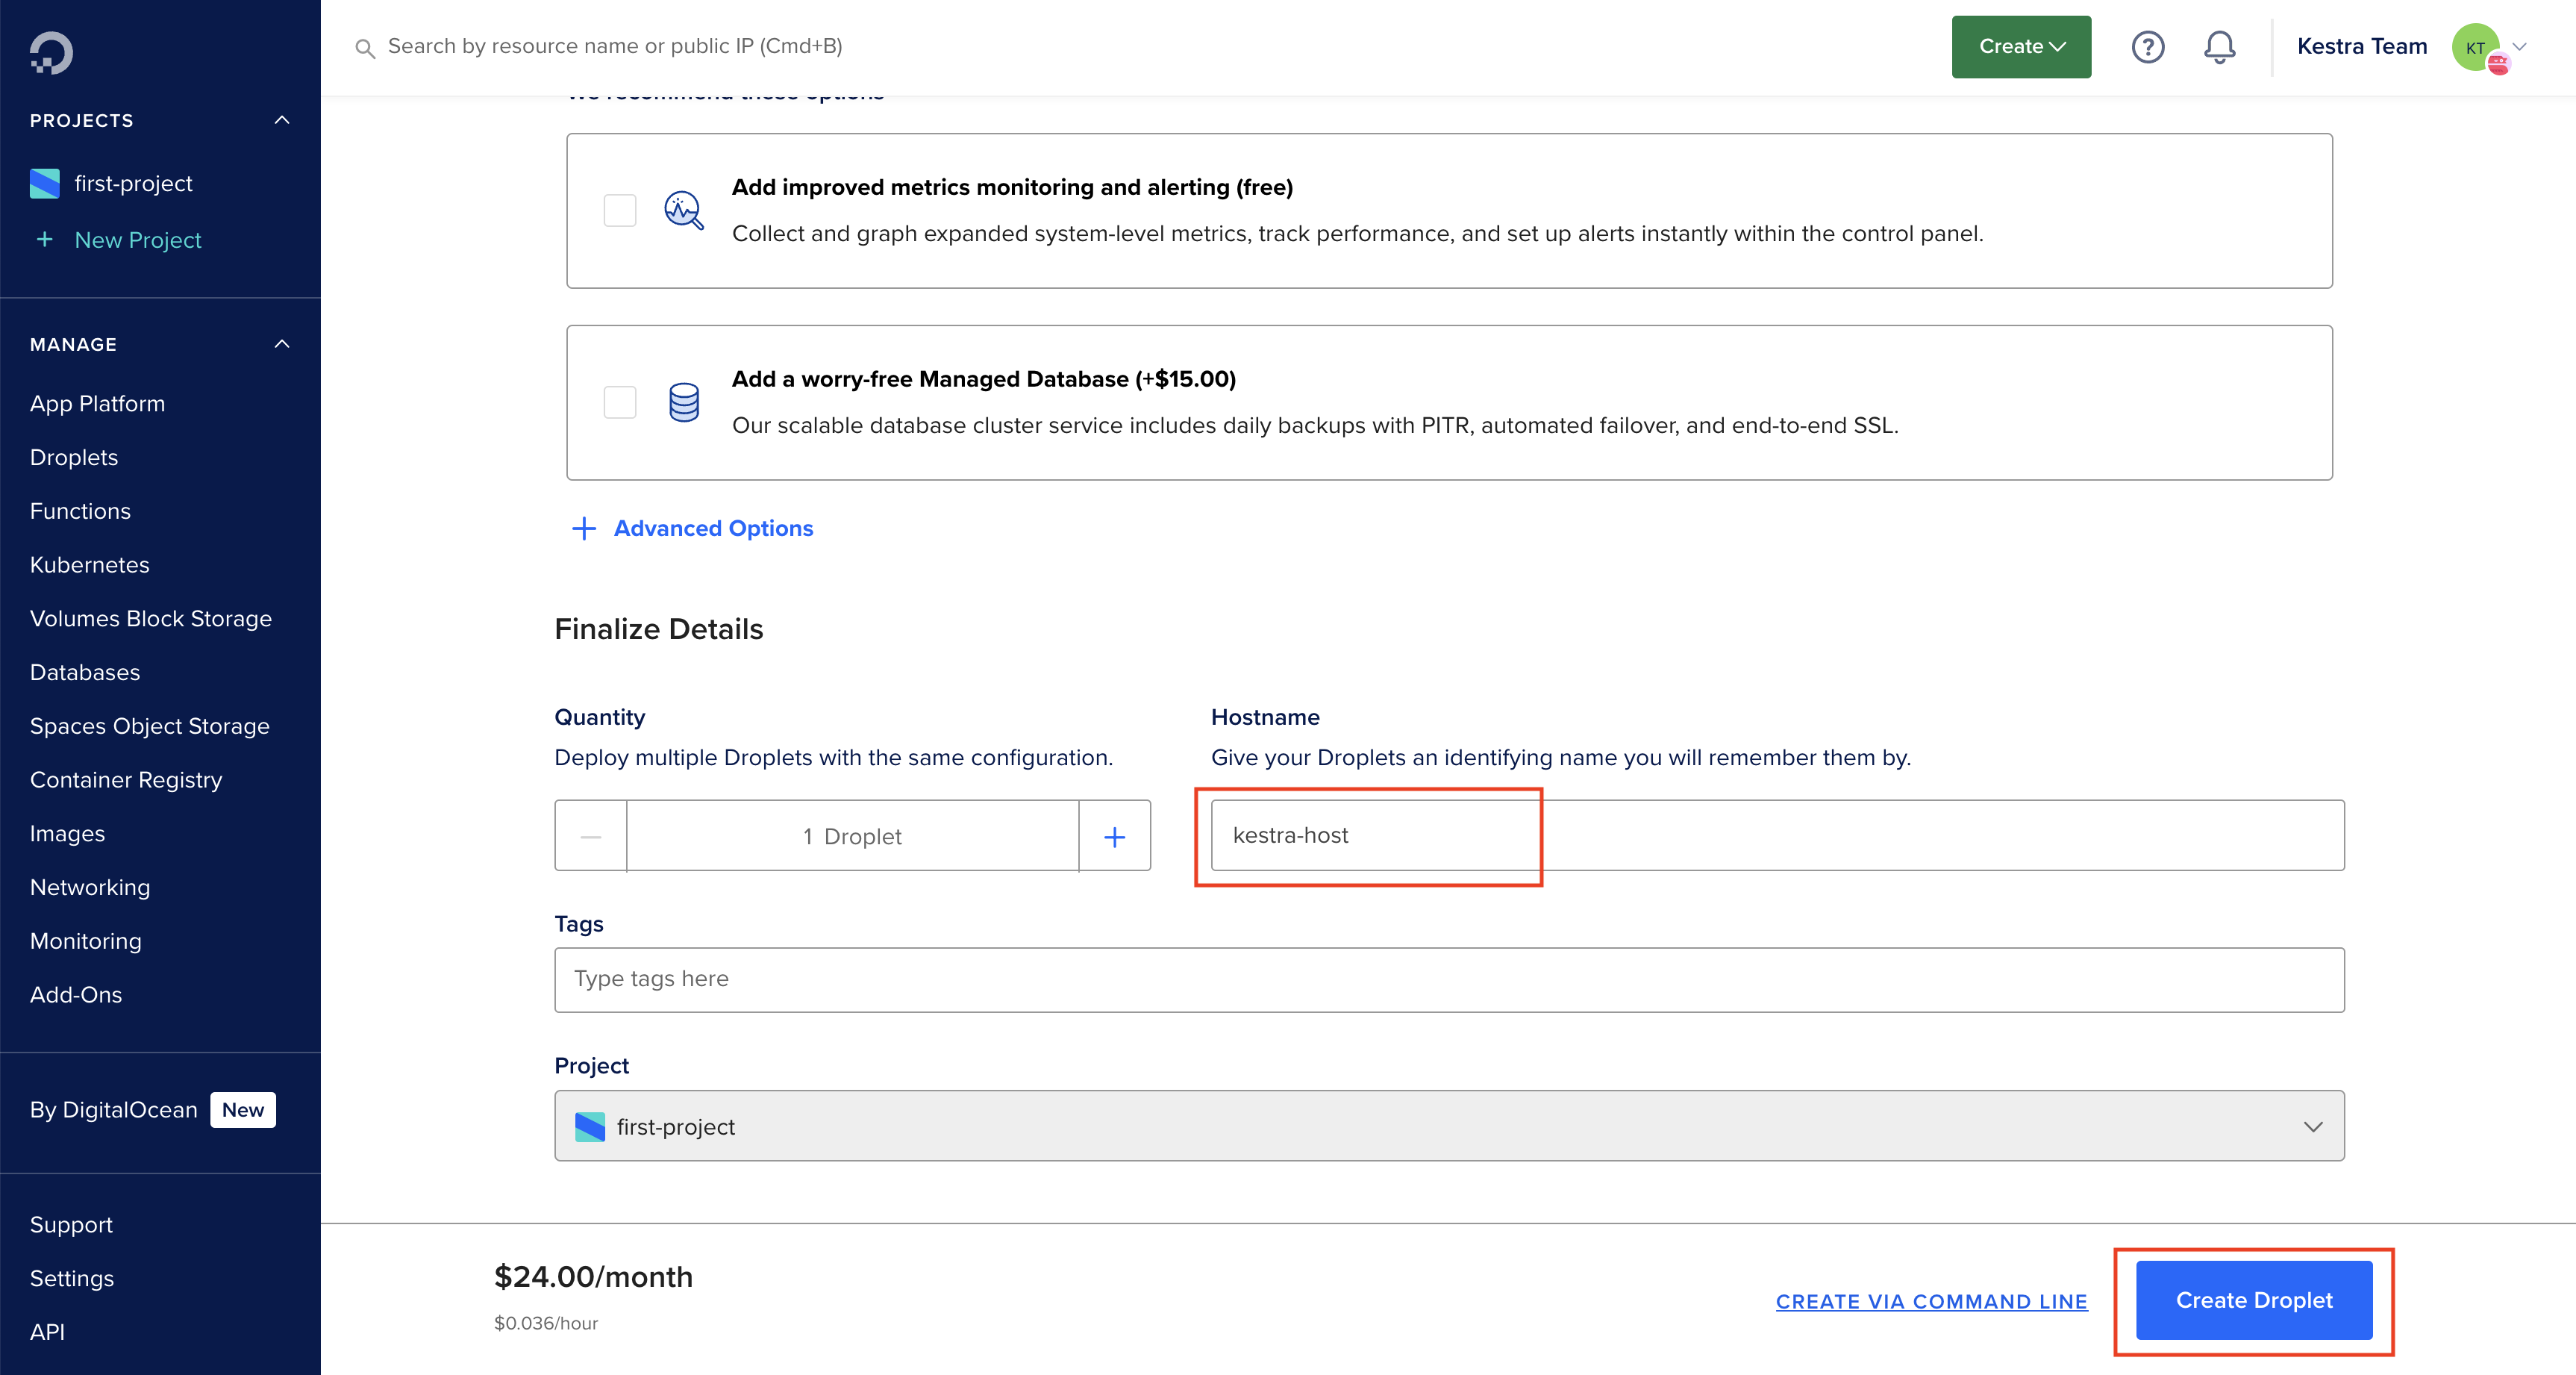 Search by resource name or public IP (Cmd+B)
Create
Kestra Team
KT
PROJECTS
first-project
+ New Project
MANAGE
App Platform
Droplets
Functions
Kubernetes
Volumes Block Storage
Databases
Spaces Object Storage
Container Registry
Images
Networking
Monitoring
Add-Ons
By DigitalOcean New
Support
Settings
API
We recommend these options
Add improved metrics monitoring and alerting (free)
Collect and graph expanded system-level metrics, track performance, and set up alerts instantly within the control panel.
Add a worry-free Managed Database (+$15.00)
Our scalable database cluster service includes daily backups with PITR, automated failover, and end-to-end SSL.
+ Advanced Options
Finalize Details
Quantity
Deploy multiple Droplets with the same configuration.
1 Droplet
Hostname
Give your Droplets an identifying name you will remember them by.
kestra-host
Tags
Type tags here
Project
first-project
$24.00/month
$0.036/hour
CREATE VIA COMMAND LINE
Create Droplet